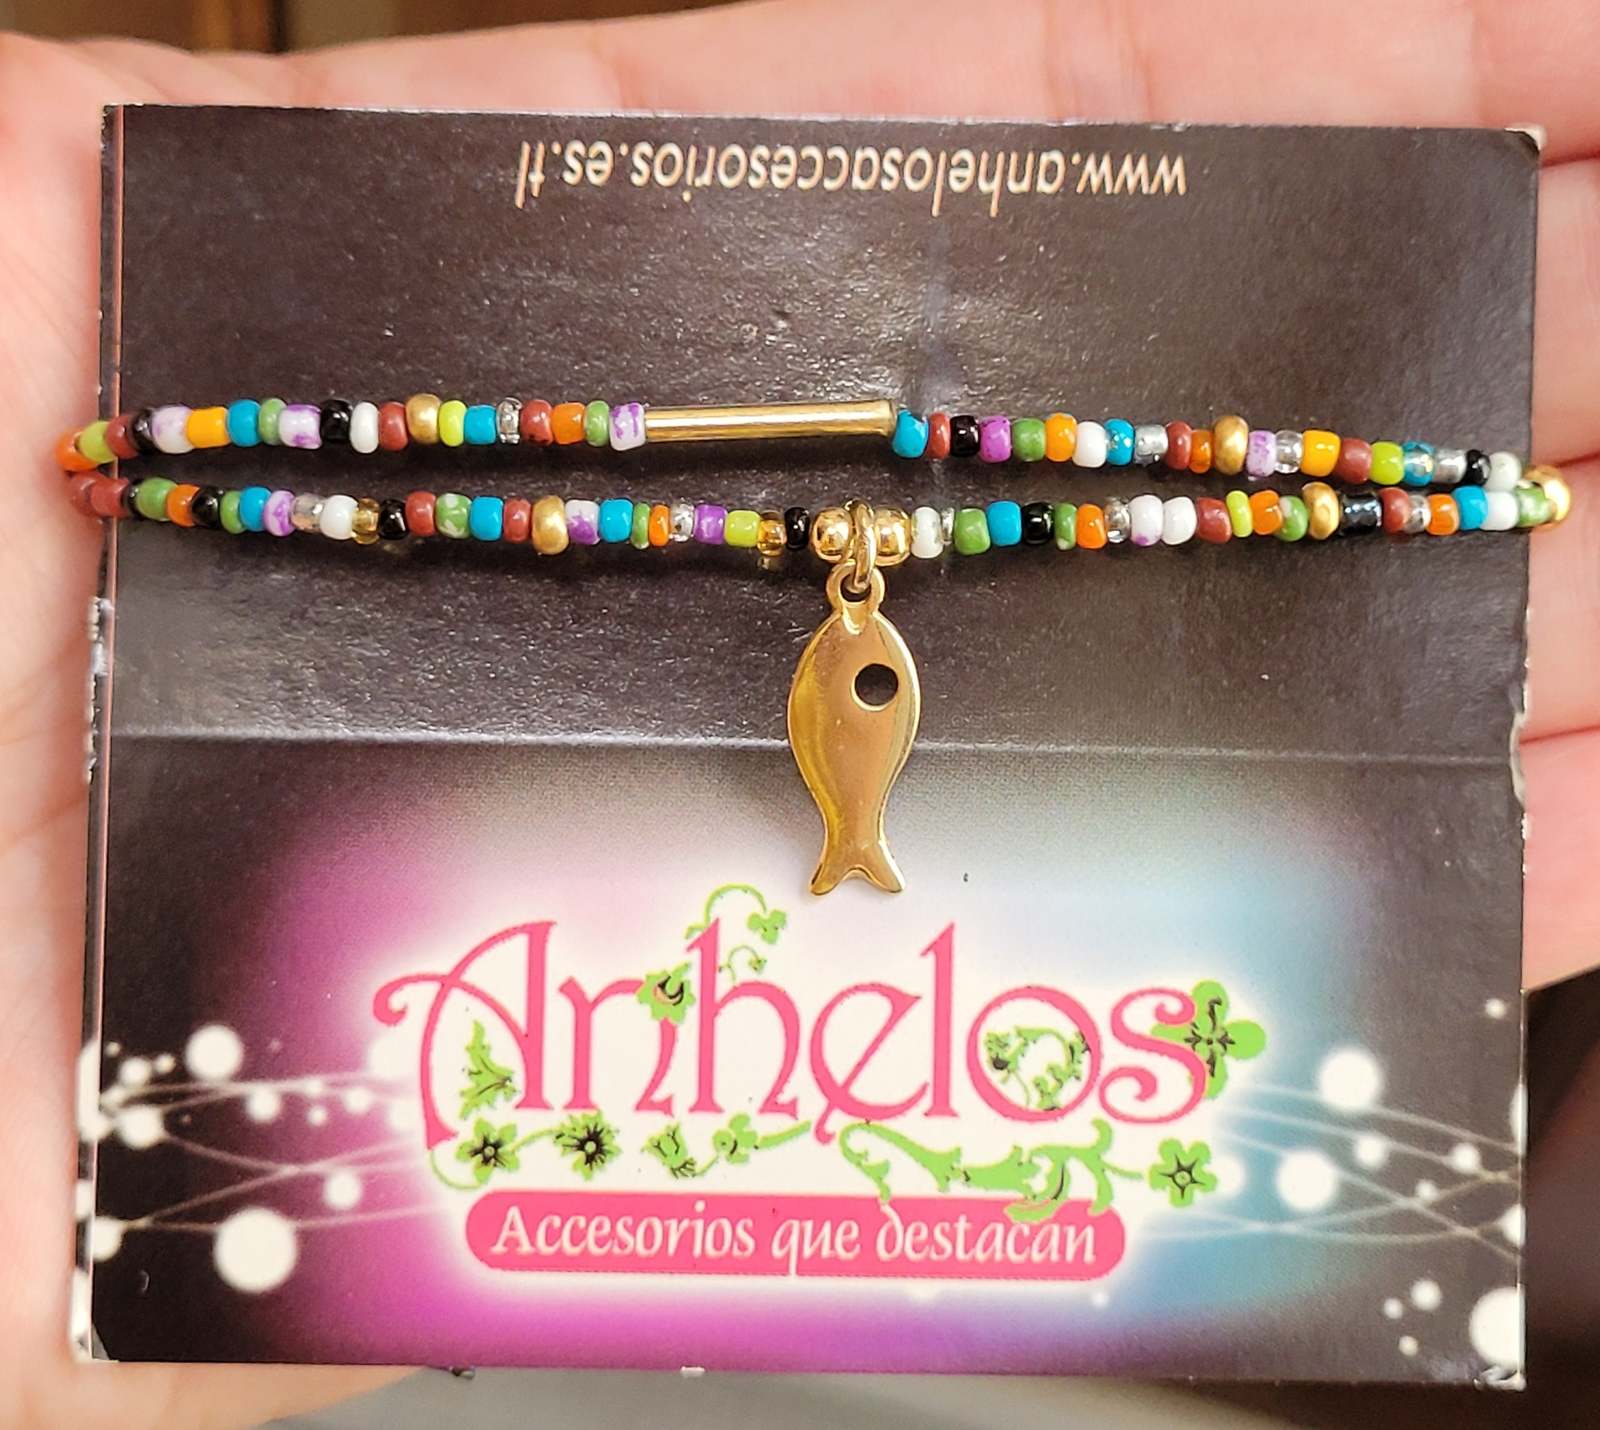 www.anhelosaccesorios.es.tl
Anhelos
Accesorios que destacan